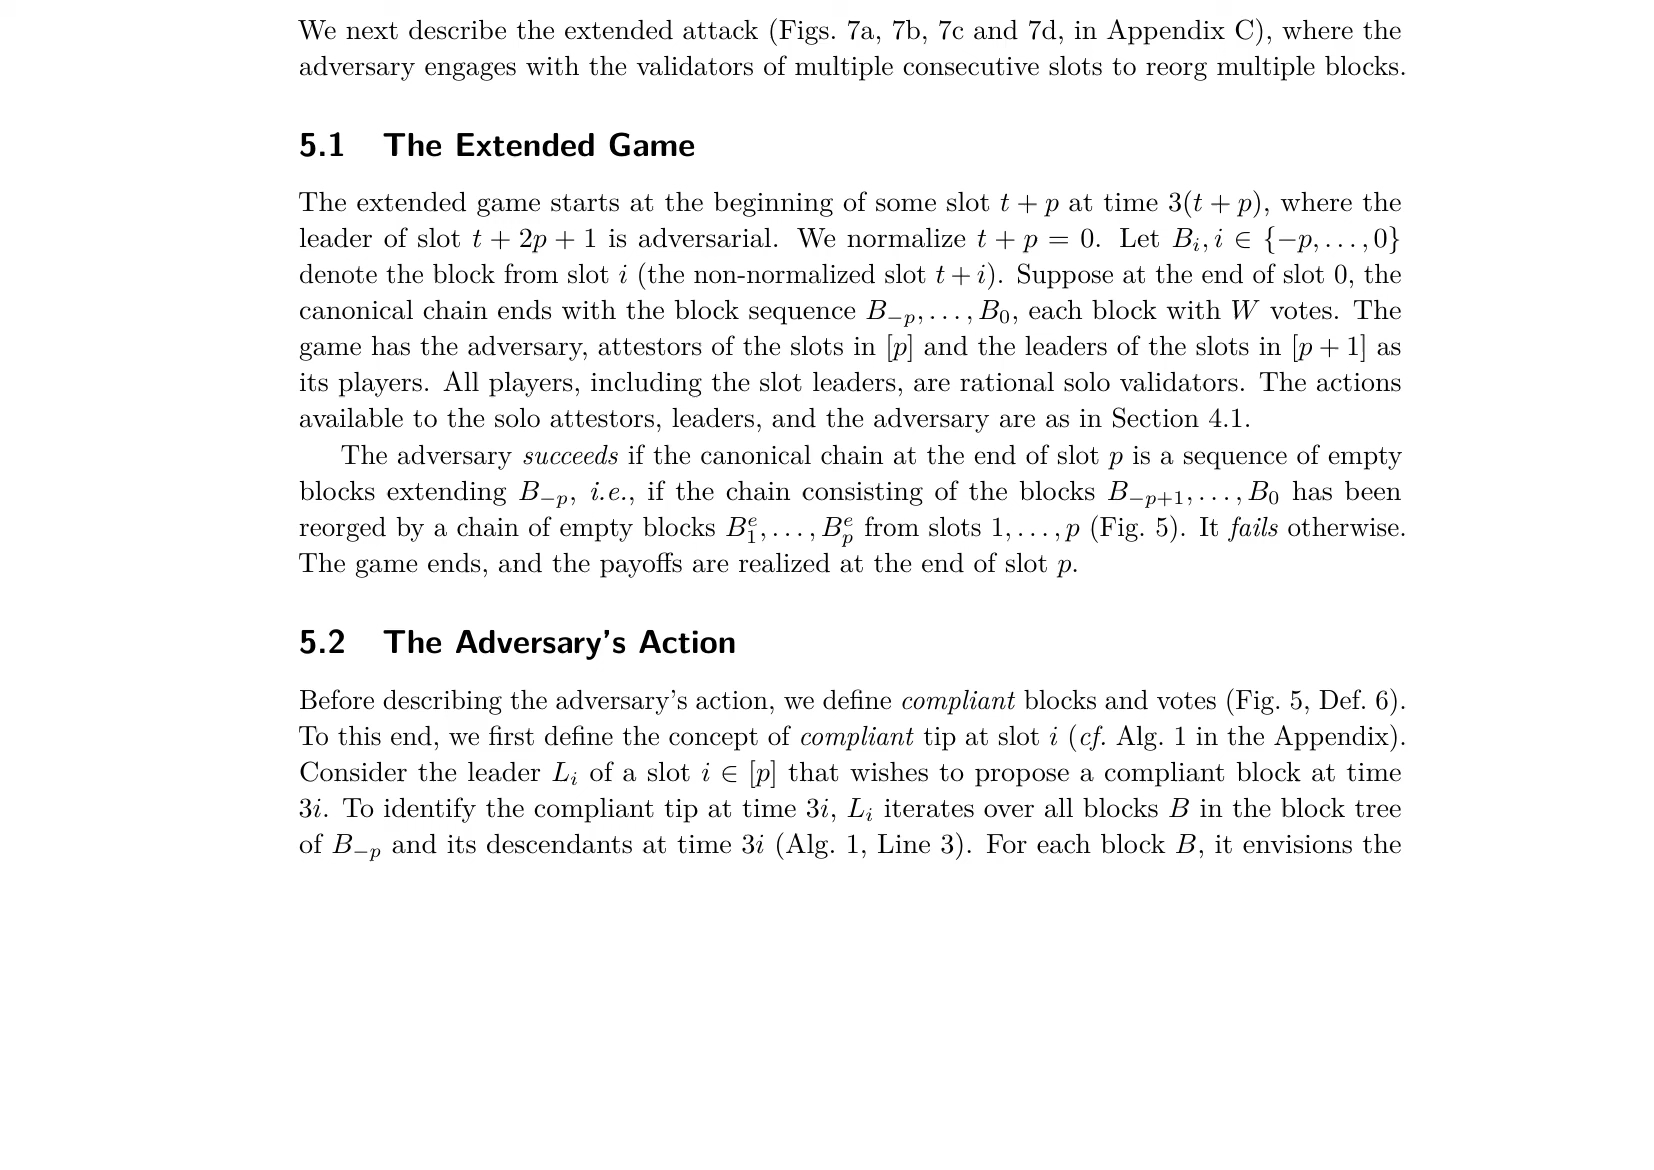 We next describe the extended attack (Figs. 7a, 7b, 7c and 7d, in Appendix C), where the
adversary engages with the validators of multiple consecutive slots to reorg multiple blocks.
5.1 The Extended Game
The extended game starts at the beginning of some slot t + p at time 3(t + p), where the
leader of slot t + 2p + 1 is adversarial. We normalize t + p = 0. Let B_i, i ∈ {−p, . . . , 0}
denote the block from slot i (the non-normalized slot t + i). Suppose at the end of slot 0, the
canonical chain ends with the block sequence B_{−p}, . . . , B_0, each block with W votes. The
game has the adversary, attestors of the slots in [p] and the leaders of the slots in [p + 1] as
its players. All players, including the slot leaders, are rational solo validators. The actions
available to the solo attestors, leaders, and the adversary are as in Section 4.1.
The adversary succeeds if the canonical chain at the end of slot p is a sequence of empty
blocks extending B_{−p}, i.e., if the chain consisting of the blocks B_{−p+1}, . . . , B_0 has been
reorged by a chain of empty blocks B^e_1, . . . , B^e_p from slots 1, . . . , p (Fig. 5). It fails otherwise.
The game ends, and the payoffs are realized at the end of slot p.
5.2 The Adversary's Action
Before describing the adversary's action, we define compliant blocks and votes (Fig. 5, Def. 6).
To this end, we first define the concept of compliant tip at slot i (cf. Alg. 1 in the Appendix).
Consider the leader L_i of a slot i ∈ [p] that wishes to propose a compliant block at time
3i. To identify the compliant tip at time 3i, L_i iterates over all blocks B in the block tree
of B_{−p} and its descendants at time 3i (Alg. 1, Line 3). For each block B, it envisions the